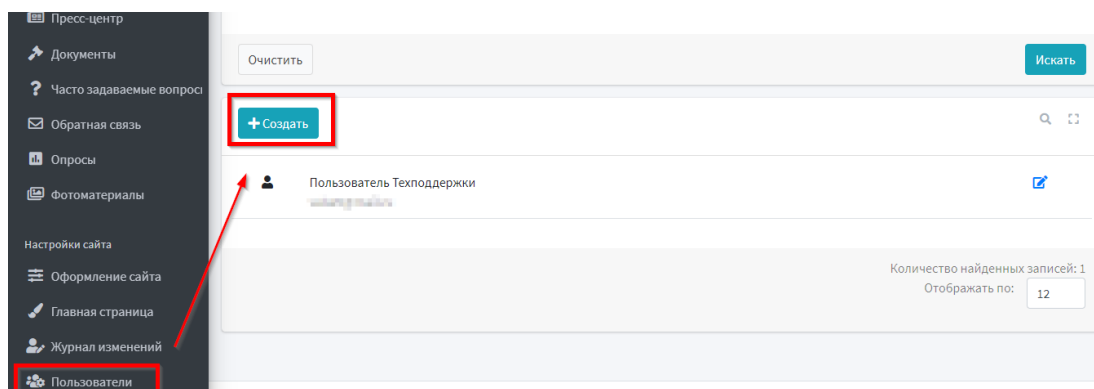 Пресс-центр
Документы
Часто задаваемые вопросы
Обратная связь
Опросы
Фотоматериалы
Настройки сайта
Оформление сайта
Главная страница
Журнал изменений
Пользователи
Очистить
Искать
Создать
Пользователь Техподдержки
Количество найденных записей: 1
Отображать по: 12